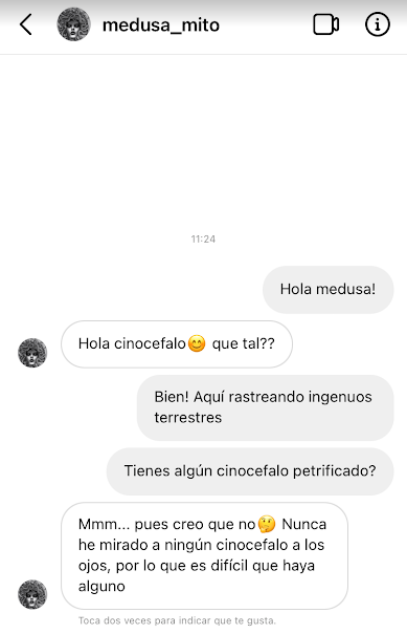 medusa_mito
11:24
Hola medusa!
Hola cinocefalo😊 que tal??
Bien! Aquí rastreando ingenuos
terrestres
Tienes algún cinocefalo petrificado?
Mmm... pues creo que no🤔 Nunca
he mirado a ningún cinocefalo a los
ojos, por lo que es difícil que haya
alguno
Toca dos veces para indicar que te gusta.